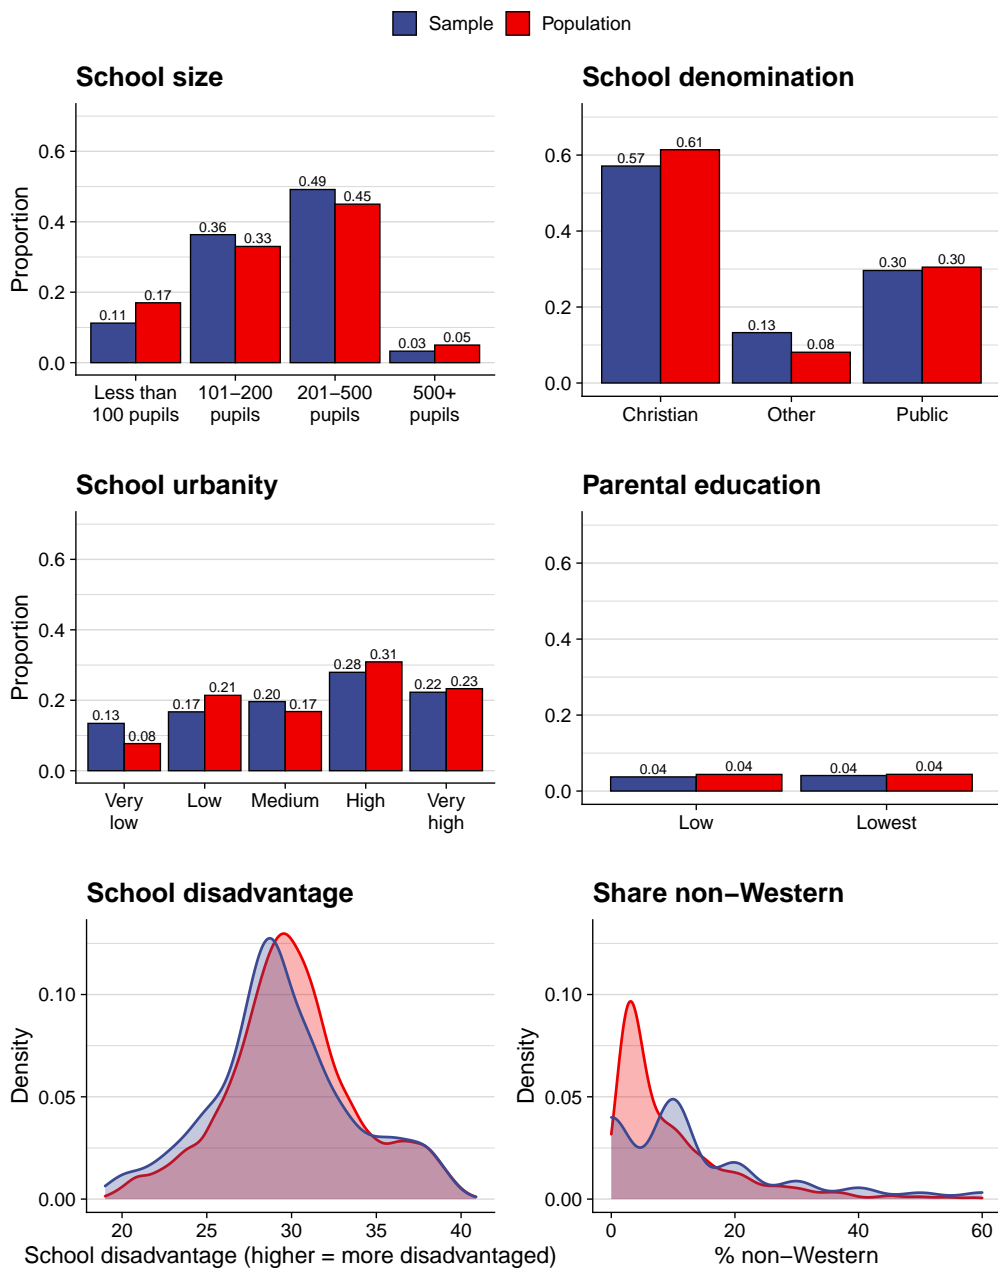 Sample Population
School size
Proportion
0.6
0.4
0.2
0.0
0.11 0.17 0.36 0.33 0.49 0.45 0.03 0.05
Less than 101–200 201–500 500+
100 pupils pupils pupils pupils
School denomination
0.6
0.4
0.2
0.0
0.57 0.61 0.13 0.08 0.30 0.30
Christian Other Public
School urbanity
Proportion
0.6
0.4
0.2
0.0
0.13 0.08 0.17 0.21 0.20 0.17 0.28 0.31 0.22 0.23
Very Low Medium High Very
low high
Parental education
0.6
0.4
0.2
0.0
0.04 0.04 0.04 0.04
Low Lowest
School disadvantage
Density
0.10
0.05
0.00
20 25 30 35 40
School disadvantage (higher = more disadvantaged)
Share non−Western
Density
0.10
0.05
0.00
0 20 40 60
% non−Western